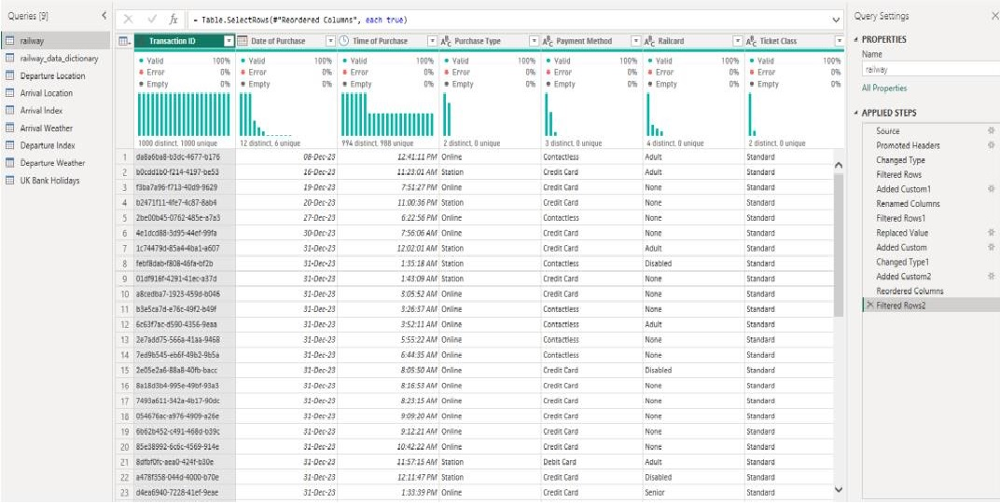 Queries [9]
= Table.SelectRows(#"Reordered Columns", each true)
Query Settings
railway
railway_data_dictionary
Departure Location
Arrival Location
Arrival Index
Arrival Weather
Departure Index
Departure Weather
UK Bank Holidays
Transaction ID Date of Purchase Time of Purchase Purchase Type Payment Method Railcard Ticket Class
Valid 100% Valid 100% Valid 100% Valid 100% Valid 100% Valid 100% Valid 100%
Error 0% Error 0% Error 0% Error 0% Error 0% Error 0% Error 0%
Empty 0% Empty 0% Empty 0% Empty 0% Empty 0% Empty 0% Empty 0%
1000 distinct, 1000 unique 12 distinct, 6 unique 994 distinct, 988 unique 2 distinct, 0 unique 3 distinct, 0 unique 4 distinct, 0 unique 2 distinct, 0 unique
1 da8a6ba8-b3dc-4677-b176 08-Dec-23 12:41:11 PM Online Contactless Adult Standard
2 b0cdd1b0-f214-4197-be53 16-Dec-23 11:23:01 AM Station Credit Card Adult Standard
3 f3ba7a96-f713-40d9-9629 19-Dec-23 7:51:27 PM Online Credit Card None Standard
4 b2471f11-4fe7-4c87-8ab4 20-Dec-23 11:00:36 PM Station Credit Card None Standard
5 2be00b45-0762-485e-a7a3 27-Dec-23 6:22:56 PM Online Contactless None Standard
6 4e1dcd88-3d95-44ef-99fa 30-Dec-23 7:56:06 AM Online Credit Card None Standard
7 1c74479d-85a4-4ba1-a607 31-Dec-23 12:02:01 AM Station Credit Card Adult Standard
8 febf8dab-f808-46fa-bf2b 31-Dec-23 1:35:18 AM Station Contactless Disabled Standard
9 01df916f-4291-41ec-a37d 31-Dec-23 1:43:09 AM Station Credit Card None Standard
10 a8cedba7-1923-459d-b046 31-Dec-23 3:05:52 AM Online Credit Card None Standard
11 b3e5ca7d-e76c-49f2-b49f 31-Dec-23 3:26:37 AM Online Contactless None Standard
12 6c63f7ac-d590-4356-9eaa 31-Dec-23 3:52:11 AM Online Contactless Adult Standard
13 2e7add75-566a-41aa-9468 31-Dec-23 5:55:22 AM Online Contactless None Standard
14 7ed9b545-eb6f-49b2-9b5a 31-Dec-23 6:44:35 AM Online Contactless None Standard
15 2e05e2a6-88a8-40fb-bacc 31-Dec-23 8:05:50 AM Online Credit Card Disabled Standard
16 8a18d3b4-995e-49bf-93a3 31-Dec-23 8:16:53 AM Online Credit Card None Standard
17 7493a611-342a-4b17-90dc 31-Dec-23 8:23:15 AM Online Credit Card None Standard
18 054676ac-a976-4909-a26e 31-Dec-23 9:09:20 AM Online Credit Card None Standard
19 6b62b452-c491-468d-b39c 31-Dec-23 9:12:21 AM Online Credit Card None Standard
20 85e38992-6c6c-4569-914e 31-Dec-23 10:42:22 AM Online Credit Card None Standard
21 8dfbf0fc-aea0-424f-b30e 31-Dec-23 11:57:15 AM Station Debit Card Adult Standard
22 a478f358-044d-4000-b70e 31-Dec-23 12:11:47 PM Station Credit Card Disabled Standard
23 d4ea6940-7228-41ef-9eae 31-Dec-23 1:33:39 PM Online Credit Card Senior Standard
PROPERTIES
Name
railway
All Properties
APPLIED STEPS
Source
Promoted Headers
Changed Type
Filtered Rows
Added Custom1
Renamed Columns
Filtered Rows1
Replaced Value
Added Custom
Changed Type1
Added Custom2
Reordered Columns
Filtered Rows2